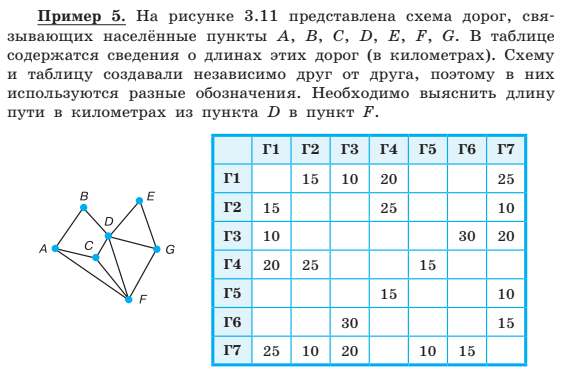 Пример 5. На рисунке 3.11 представлена схема дорог, свя-
зывающих населённые пункты A, B, C, D, E, F, G. В таблице
содержатся сведения о длинах этих дорог (в километрах). Схему
и таблицу создавали независимо друг от друга, поэтому в них
используются разные обозначения. Необходимо выяснить длину
пути в километрах из пункта D в пункт F.
B
E
D
A
C
G
F
Г1 Г2 Г3 Г4 Г5 Г6 Г7
Г1 15 10 20 25
Г2 15 25 10
Г3 10 30 20
Г4 20 25 15
Г5 15 10
Г6 30 15
Г7 25 10 20 10 15